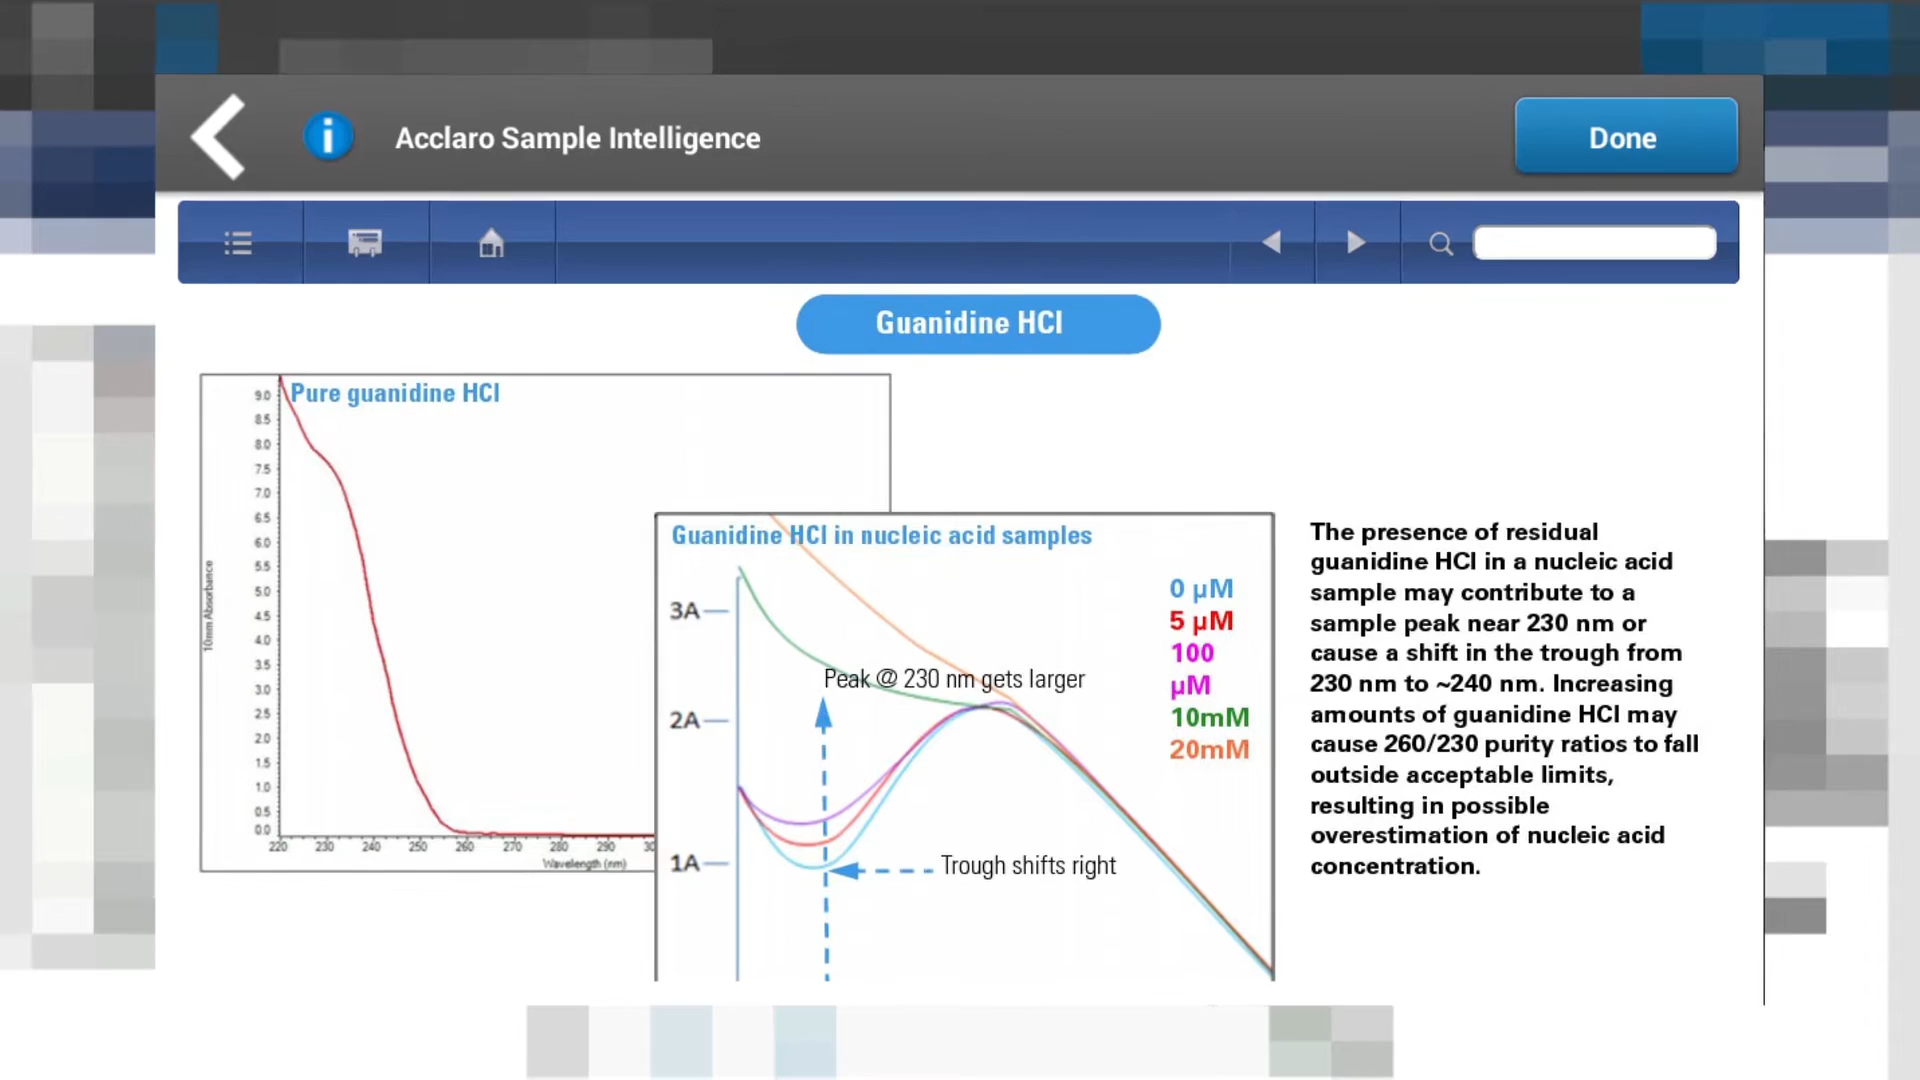 Acclaro Sample Intelligence
Done
Guanidine HCl
Pure guanidine HCl
9.0
8.5
8.0
7.5
7.0
6.5
6.0
5.5
5.0
4.5
4.0
3.5
3.0
2.5
2.0
1.5
1.0
0.5
0.0
10mm Absorbance
220 230 240 250 260 270 280 290 30
Wavelength (nm)
Guanidine HCl in nucleic acid samples
3A
2A
1A
0 µM
5 µM
100
µM
10mM
20mM
Peak @ 230 nm gets larger
Trough shifts right
The presence of residual
guanidine HCl in a nucleic acid
sample may contribute to a
sample peak near 230 nm or
cause a shift in the trough from
230 nm to ~240 nm. Increasing
amounts of guanidine HCl may
cause 260/230 purity ratios to fall
outside acceptable limits,
resulting in possible
overestimation of nucleic acid
concentration.